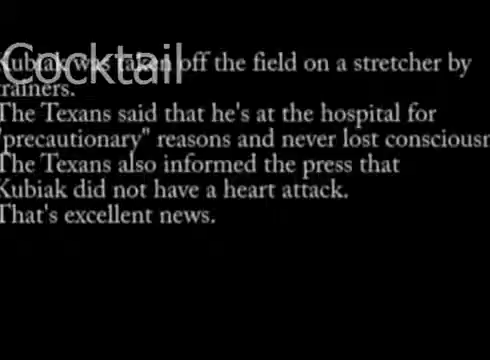 Cocktail
Kubiak was taken off the field on a stretcher by
trainers.
The Texans said that he's at the hospital for
"precautionary" reasons and never lost consciousn
The Texans also informed the press that
Kubiak did not have a heart attack.
That's excellent news.